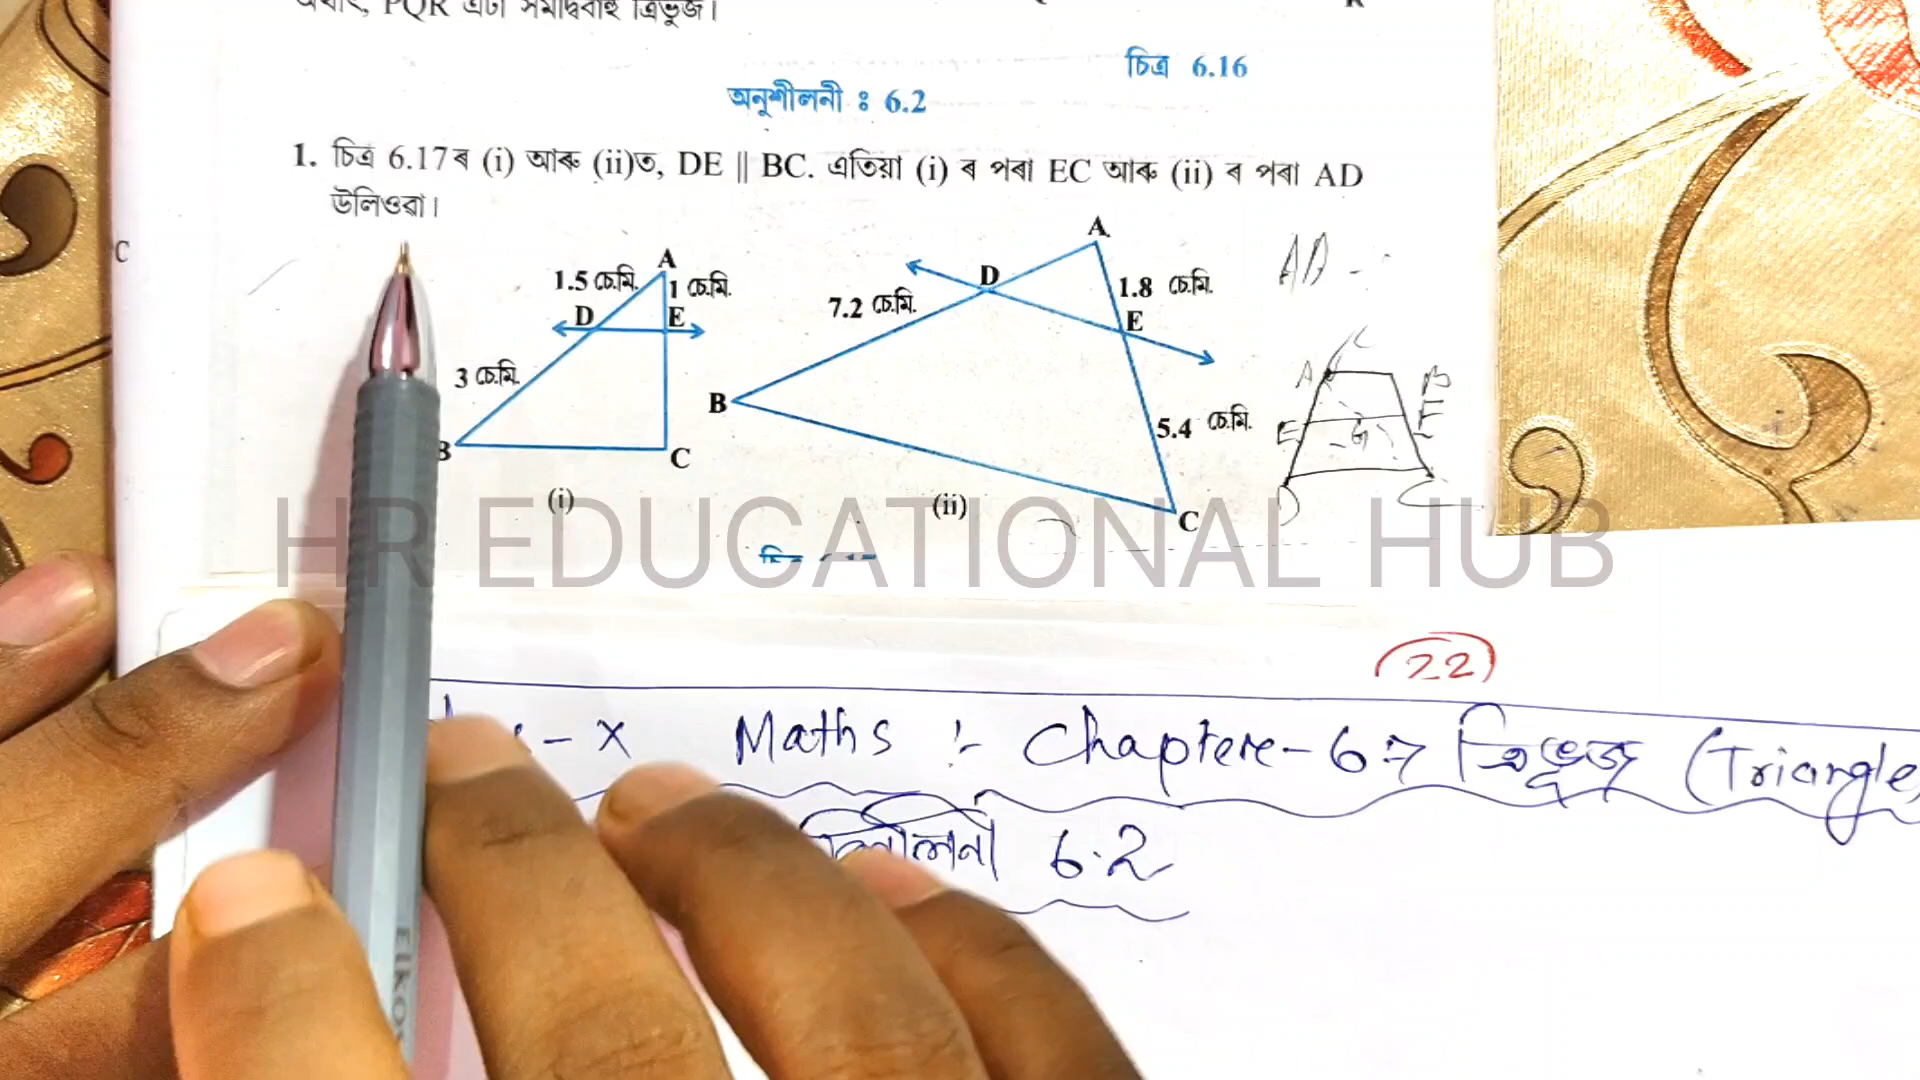 PQR এটা সমদ্বিবাহু ত্ৰিভুজ।
R
চিত্ৰ 6.16
অনুশীলনী : 6.2
1. চিত্ৰ 6.17ৰ (i) আৰু (ii)ত, DE || BC. এতিয়া (i) ৰ পৰা EC আৰু (ii) ৰ পৰা AD
উলিওৱা।
C
A
1.5 চে.মি.
1 চে.মি.
D
E
3 চে.মি.
B
C
(i)
A
D
1.8 চে.মি.
7.2 চে.মি.
E
B
5.4 চে.মি.
C
(ii)
A
B
E
F
G
D
C
HR EDUCATIONAL HUB
22
- X Maths :- Chaptere - 6 :- ত্ৰিভূজ (Triangle
6.2
Elkos